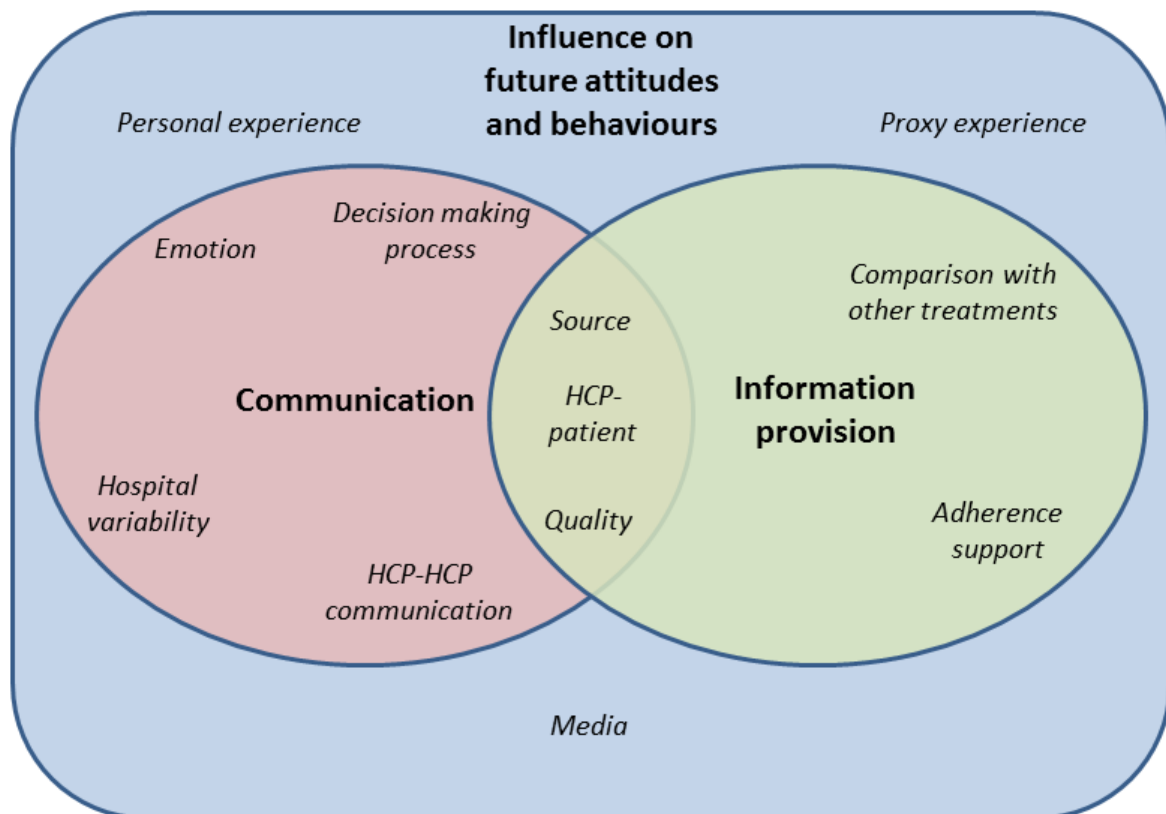 Influence on
future attitudes
and behaviours
Personal experience
Proxy experience
Decision making
process
Emotion
Comparison with
other treatments
Source
Communication
HCP-
patient
Information
provision
Hospital
variability
Quality
Adherence
support
HCP-HCP
communication
Media